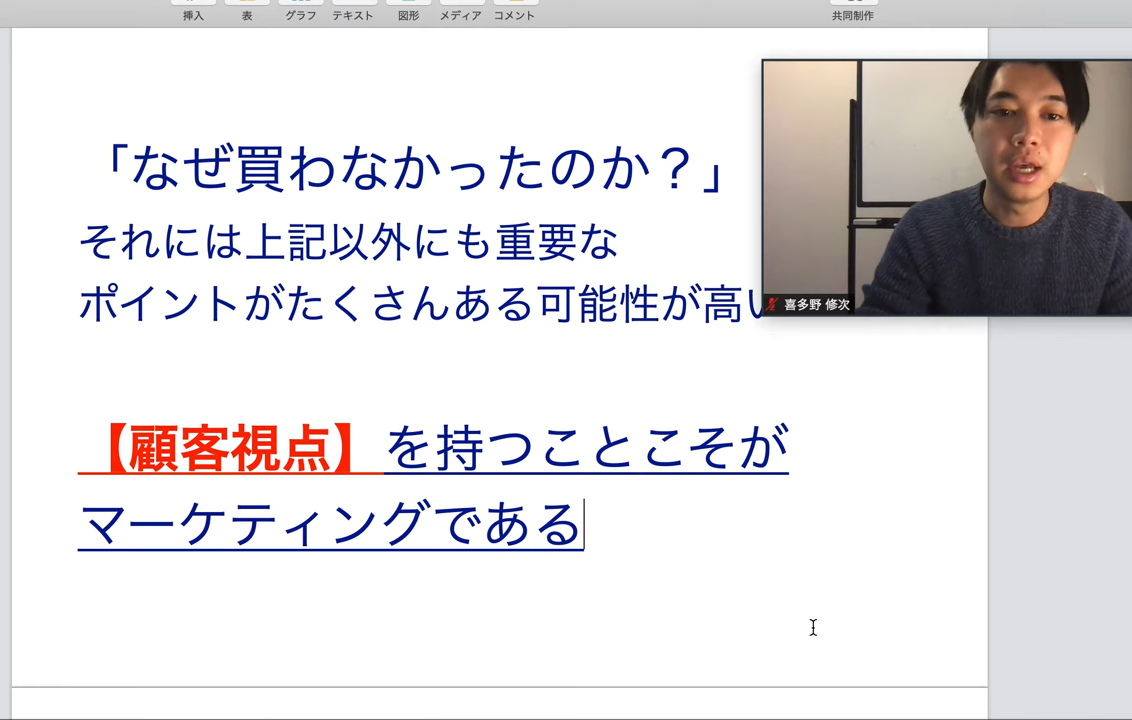 挿入 表 グラフ テキスト 図形 メディア コメント 共同制作
「なぜ買わなかったのか？」
それには上記以外にも重要な
ポイントがたくさんある可能性が高い
喜多野 修次
【顧客視点】を持つことこそが
マーケティングである